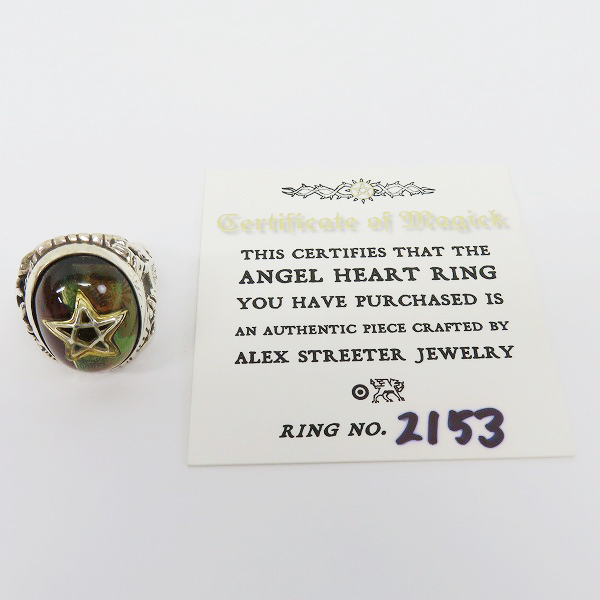 Certificate of Magick
THIS CERTIFIES THAT THE
ANGEL HEART RING
YOU HAVE PURCHASED IS
AN AUTHENTIC PIECE CRAFTED BY
ALEX STREETER JEWELRY
RING NO. 2153